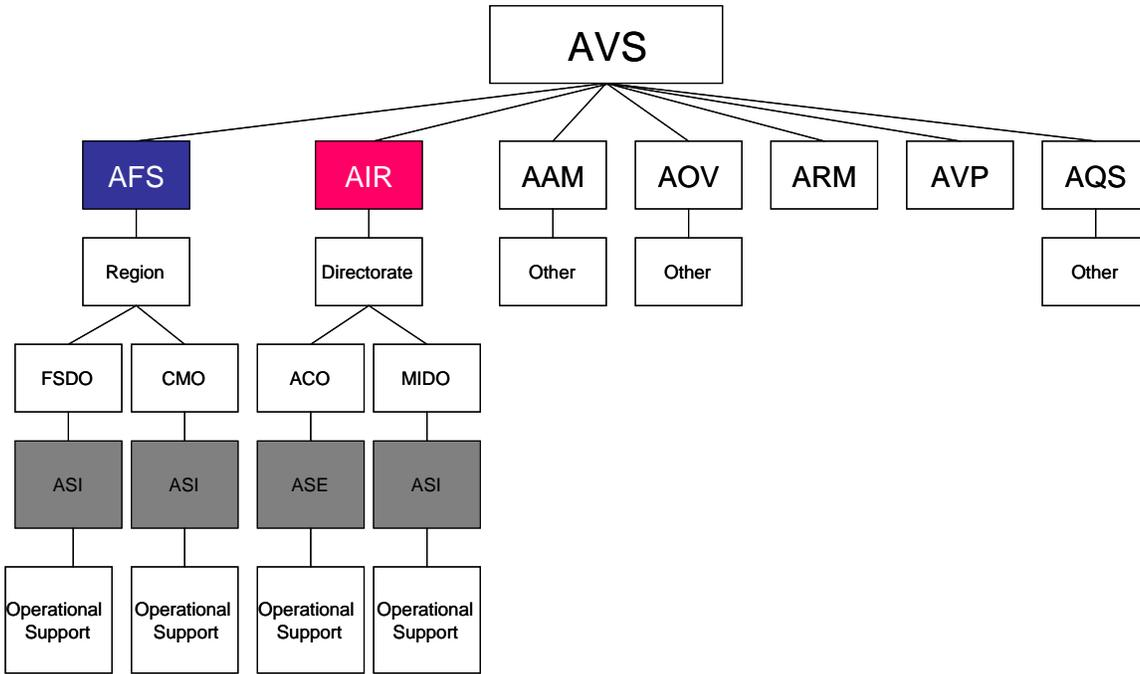 AVS
AFS
AIR
AAM
AOV
ARM
AVP
AQS
Region
Directorate
Other
Other
Other
FSDO
CMO
ACO
MIDO
ASI
ASI
ASE
ASI
Operational
Support
Operational
Support
Operational
Support
Operational
Support